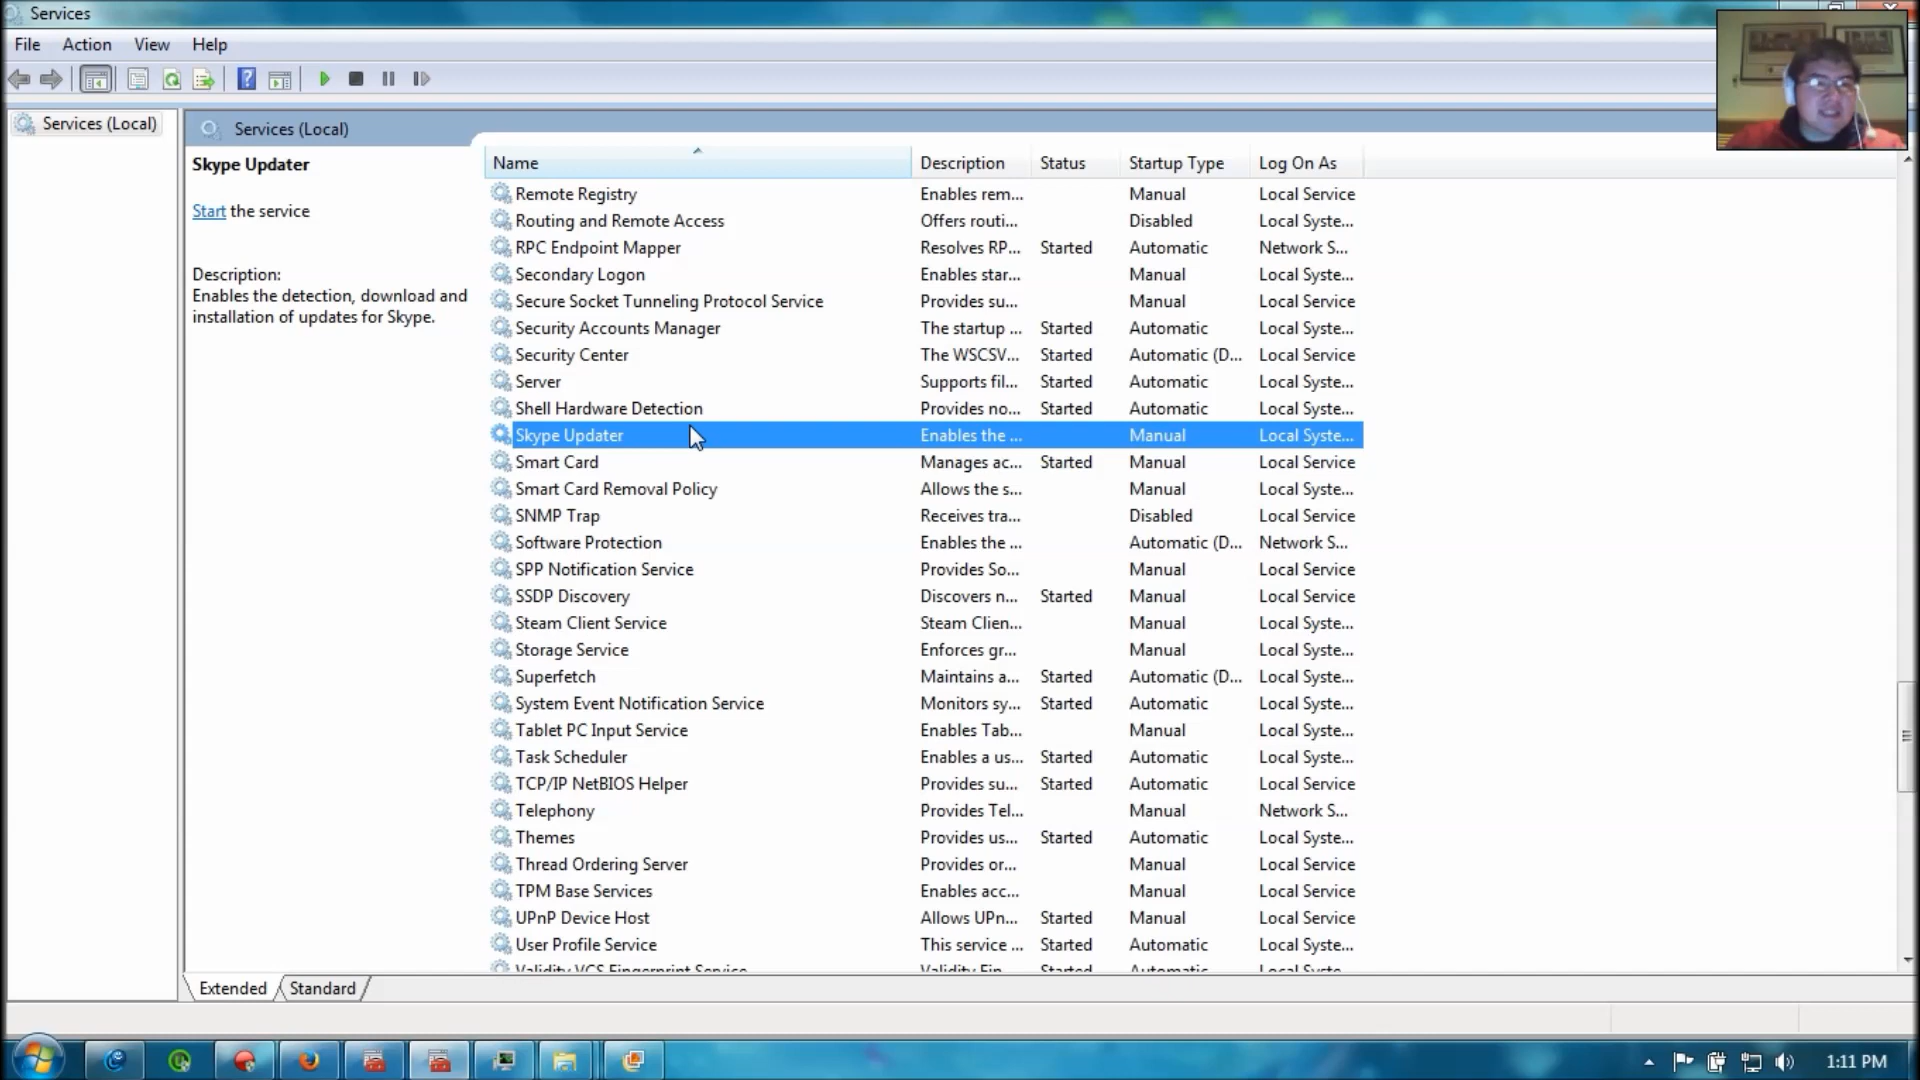 Services
File Action View Help
Services (Local)
Services (Local)
Skype Updater
Start the service
Description:
Enables the detection, download and
installation of updates for Skype.
Name Description Status Startup Type Log On As
Remote Registry Enables rem... Manual Local Service
Routing and Remote Access Offers routi... Disabled Local Syste...
RPC Endpoint Mapper Resolves RP... Started Automatic Network S...
Secondary Logon Enables star... Manual Local Syste...
Secure Socket Tunneling Protocol Service Provides su... Manual Local Service
Security Accounts Manager The startup ... Started Automatic Local Syste...
Security Center The WSCSV... Started Automatic (D... Local Service
Server Supports fil... Started Automatic Local Syste...
Shell Hardware Detection Provides no... Started Automatic Local Syste...
Skype Updater Enables the ... Manual Local Syste...
Smart Card Manages ac... Started Manual Local Service
Smart Card Removal Policy Allows the s... Manual Local Syste...
SNMP Trap Receives tra... Disabled Local Service
Software Protection Enables the ... Automatic (D... Network S...
SPP Notification Service Provides So... Manual Local Service
SSDP Discovery Discovers n... Started Manual Local Service
Steam Client Service Steam Clien... Manual Local Syste...
Storage Service Enforces gr... Manual Local Syste...
Superfetch Maintains a... Started Automatic (D... Local Syste...
System Event Notification Service Monitors sy... Started Automatic Local Syste...
Tablet PC Input Service Enables Tab... Manual Local Syste...
Task Scheduler Enables a us... Started Automatic Local Syste...
TCP/IP NetBIOS Helper Provides su... Started Automatic Local Service
Telephony Provides Tel... Manual Network S...
Themes Provides us... Started Automatic Local Syste...
Thread Ordering Server Provides or... Manual Local Service
TPM Base Services Enables acc... Manual Local Service
UPnP Device Host Allows UPn... Started Manual Local Service
User Profile Service This service ... Started Automatic Local Syste...
Validity VCS Fingerprint Service Validity Fin... Started Automatic Local Syste...
Extended Standard
1:11 PM